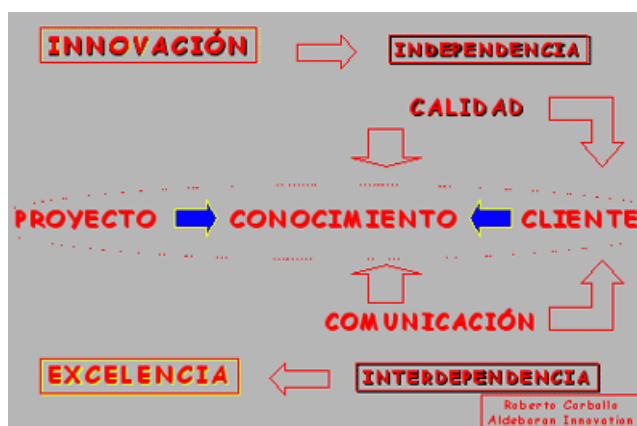 INNOVACIÓN
INDEPENDENCIA
CALIDAD
PROYECTO CONOCIMIENTO CLIENTE
COMUNICACIÓN
EXCELENCIA
INTERDEPENDENCIA
Roberto Carballo
Aldebaran Innovation